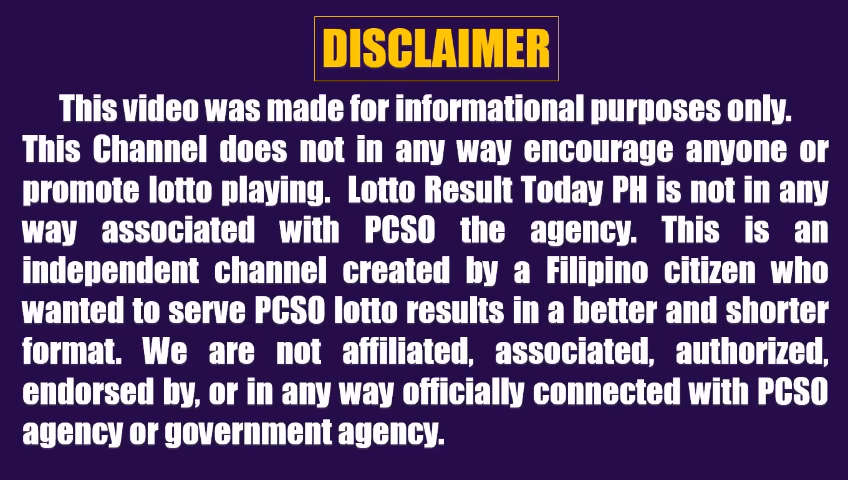 DISCLAIMER
This video was made for informational purposes only.
This Channel does not in any way encourage anyone or
promote lotto playing. Lotto Result Today PH is not in any
way associated with PCSO the agency. This is an
independent channel created by a Filipino citizen who
wanted to serve PCSO lotto results in a better and shorter
format. We are not affiliated, associated, authorized,
endorsed by, or in any way officially connected with PCSO
agency or government agency.